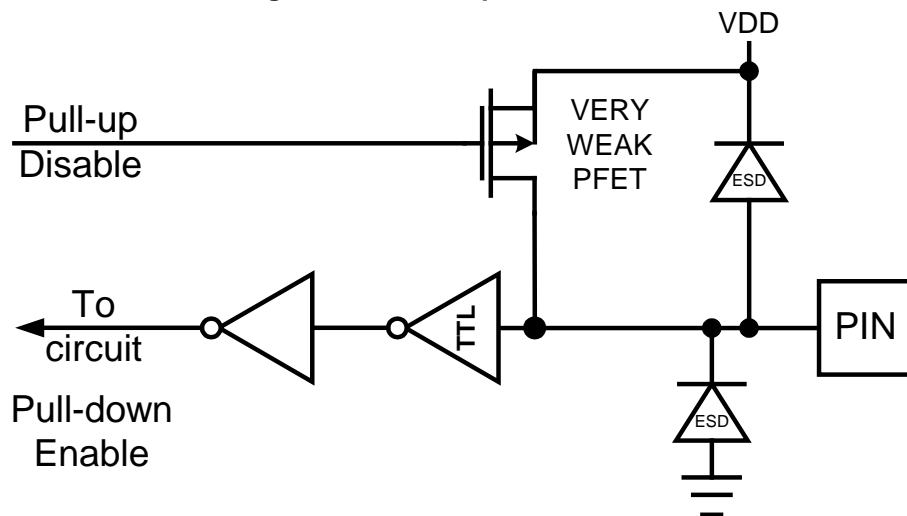 VDD
Pull-up
Disable
VERY
WEAK
PFET
ESD
To
circuit
TTL
PIN
Pull-down
Enable
ESD